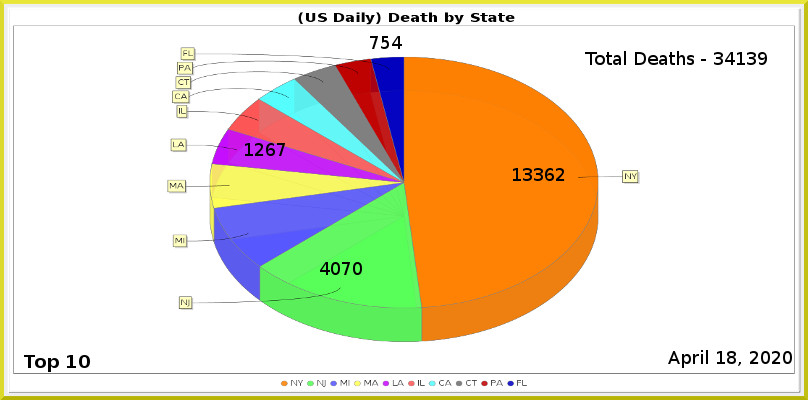 (US Daily) Death by State
754
Total Deaths - 34139
FL
PA
CT
CA
IL
LA
1267
13362
NY
MA
MI
4070
NJ
Top 10
April 18, 2020
NY NJ MI MA LA IL CA CT PA FL